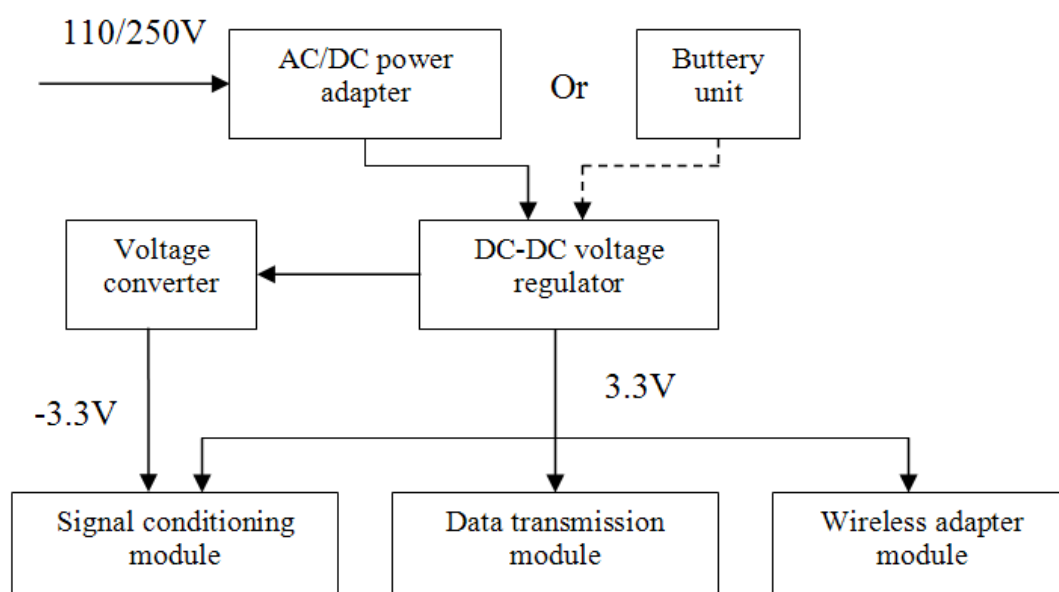 110/250V
AC/DC power
adapter
Or
Buttery
unit
Voltage
converter
DC-DC voltage
regulator
-3.3V
3.3V
Signal conditioning
module
Data transmission
module
Wireless adapter
module